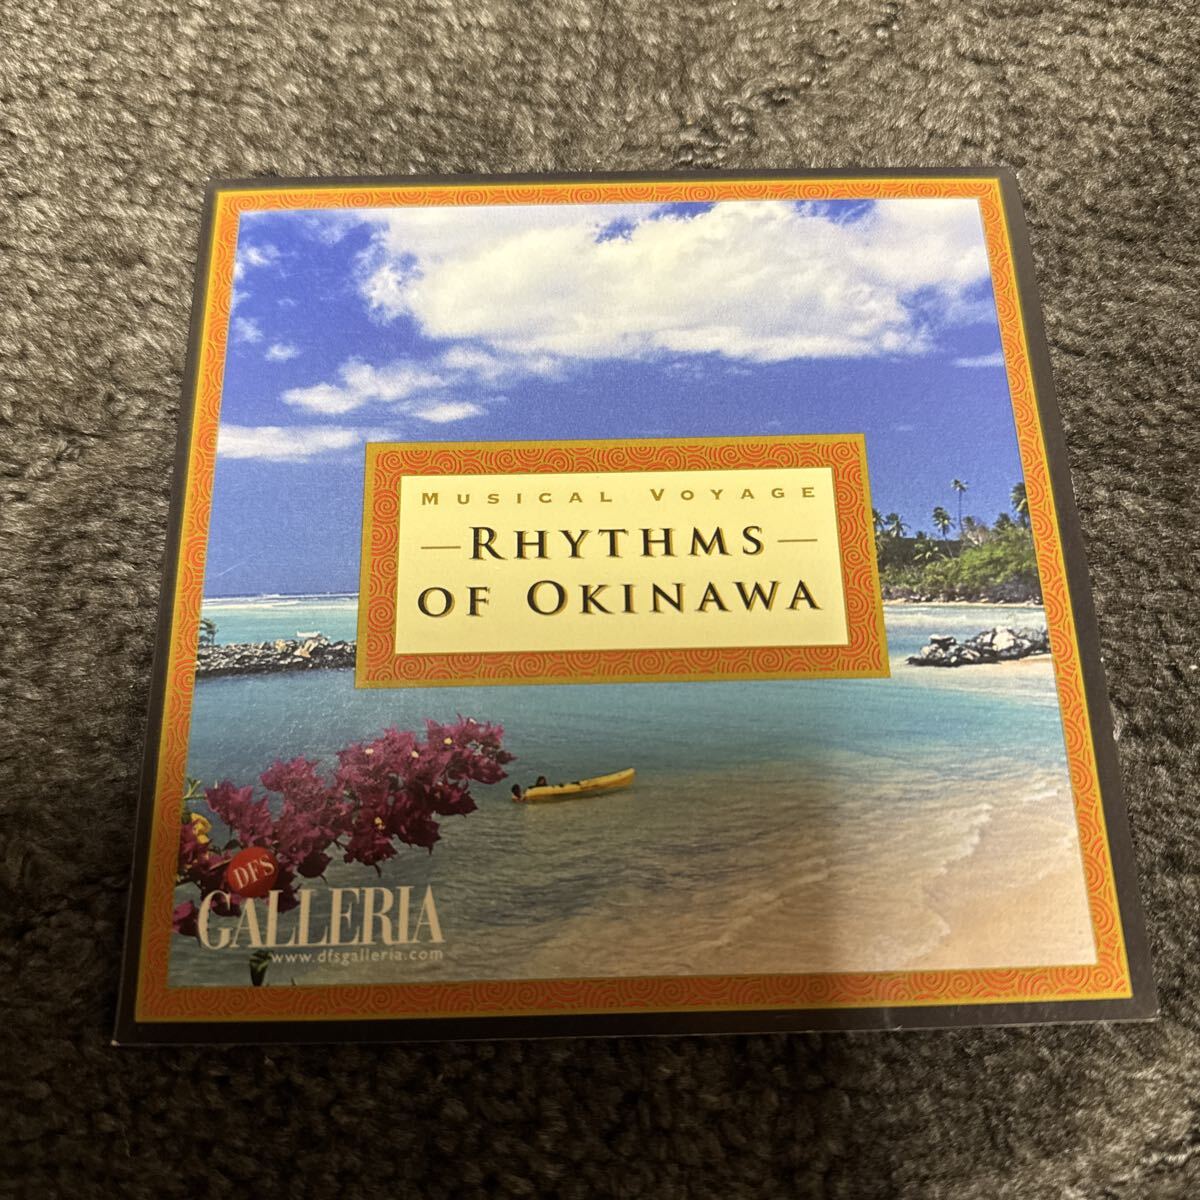 MUSICAL VOYAGE
RHYTHMS
OF OKINAWA
DFS
GALLERIA
www.dfsgalleria.com